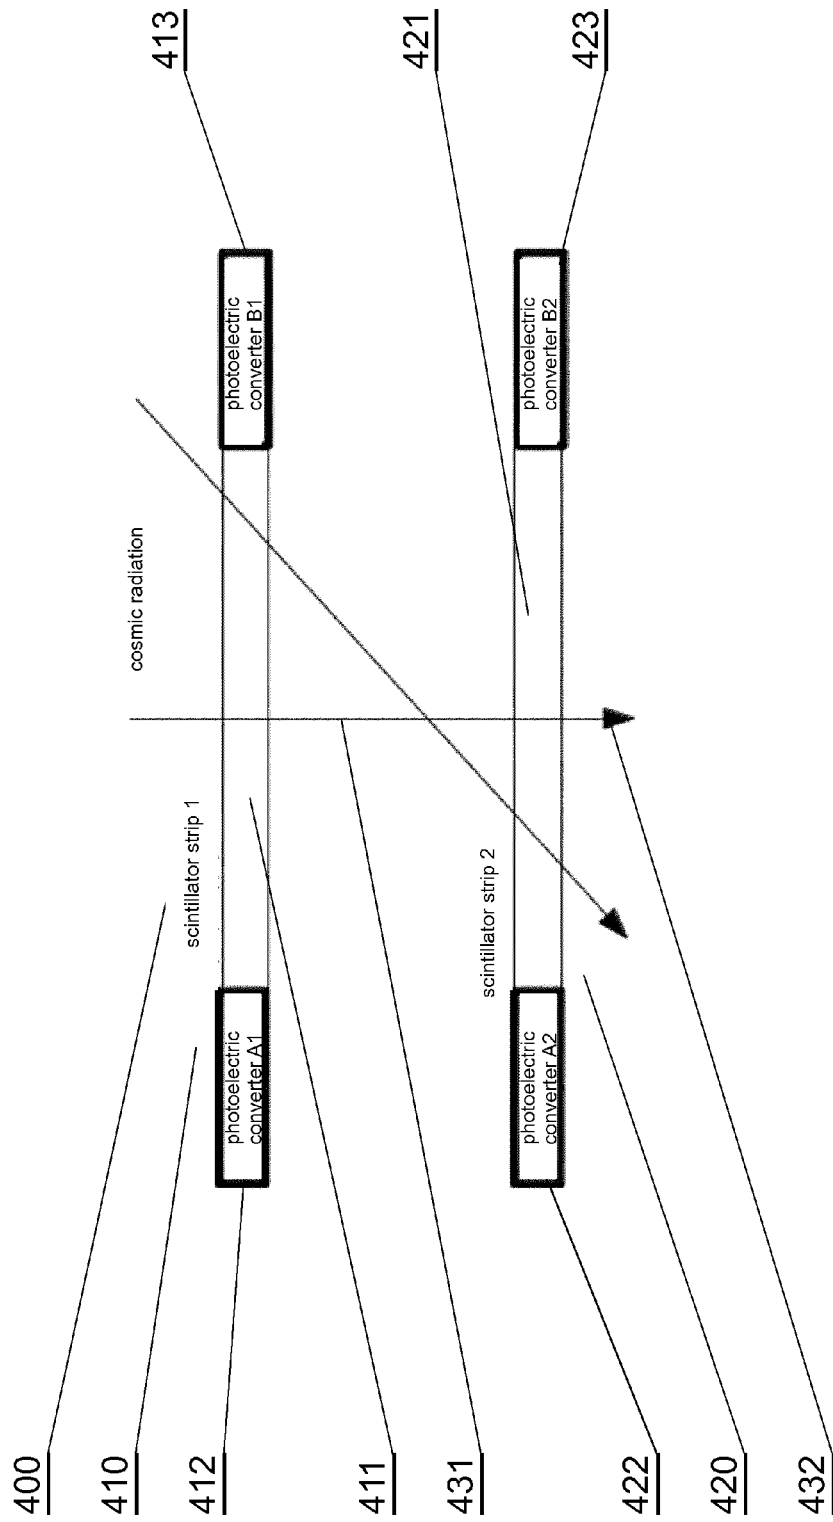 400
410
412
411
431
422
420
432
413
421
423
cosmic radiation
scintillator strip 1
photoelectric
converter A1
photoelectric
converter B1
scintillator strip 2
photoelectric
converter A2
photoelectric
converter B2